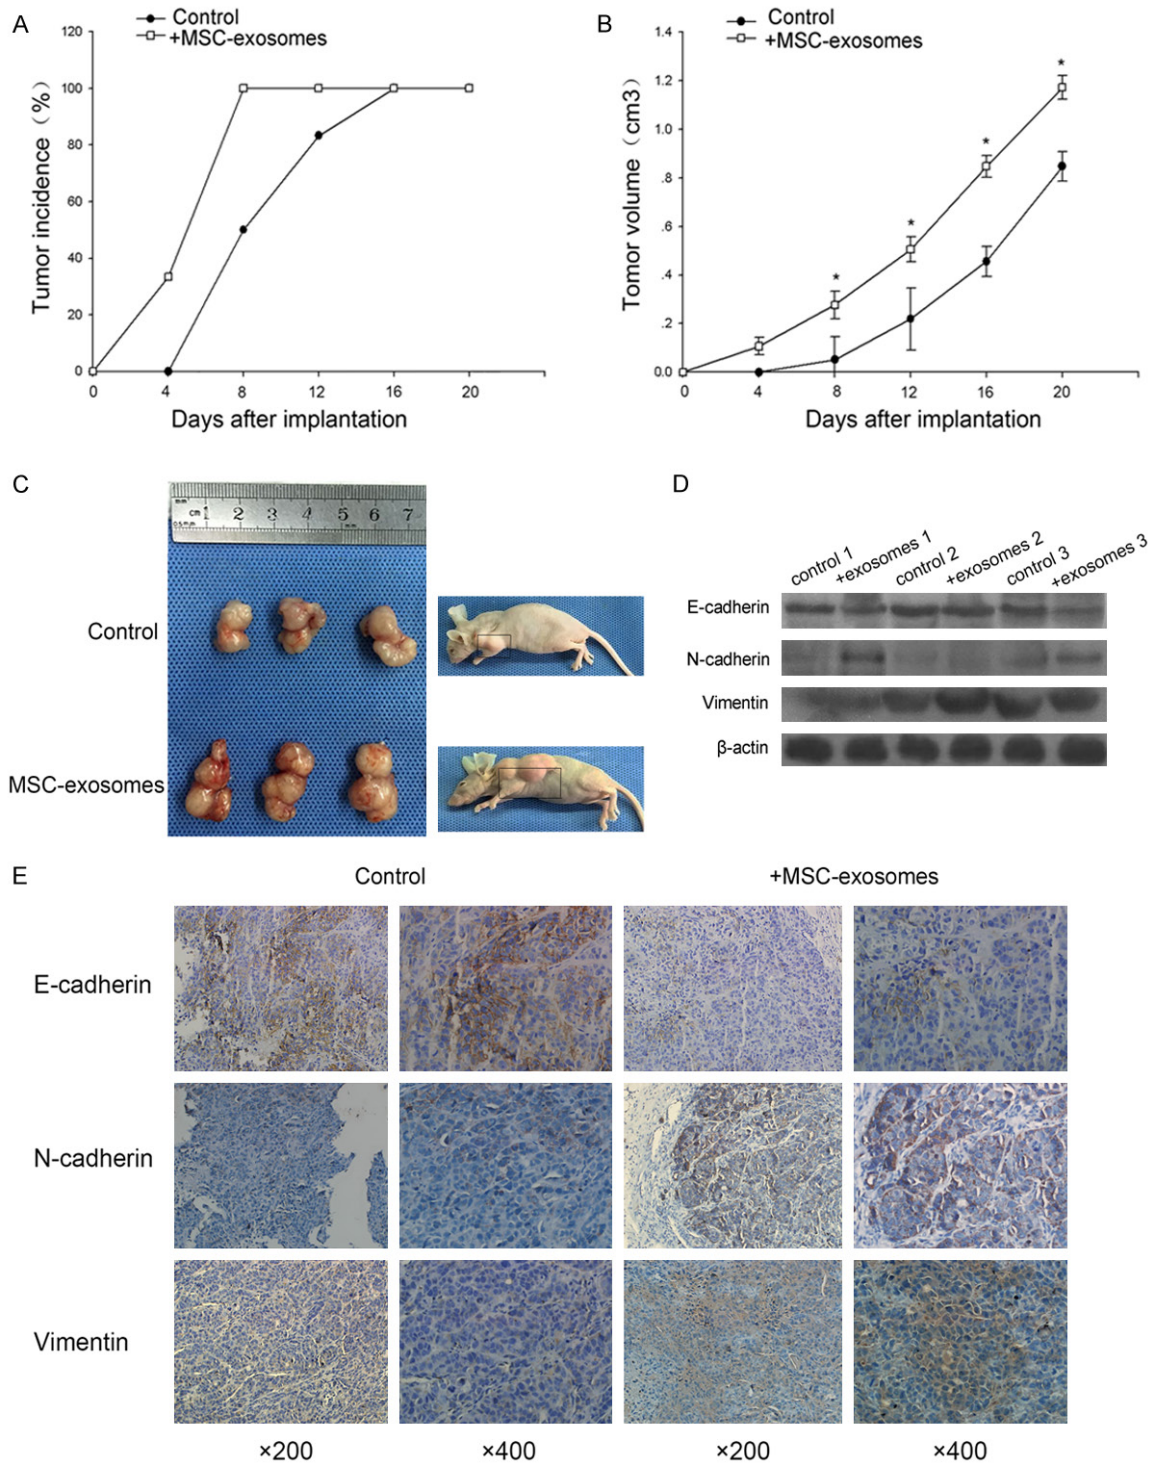 A
Control
+MSC-exosomes
120
100
80
60
40
20
0
Tumor incidence (%)
0 4 8 12 16 20
Days after implantation
B
Control
+MSC-exosomes
1.4
1.2
1.0
.8
.6
.4
.2
0.0
Tomor volume (cm3)
* * * *
0 4 8 12 16 20
Days after implantation
C
mm
cm 1 2 3 4 5 6 7
0.5mm
mm
Control
MSC-exosomes
D
control 1 +exosomes 1 control 2 +exosomes 2 control 3 +exosomes 3
E-cadherin
N-cadherin
Vimentin
β-actin
E
Control +MSC-exosomes
E-cadherin
N-cadherin
Vimentin
×200 ×400 ×200 ×400